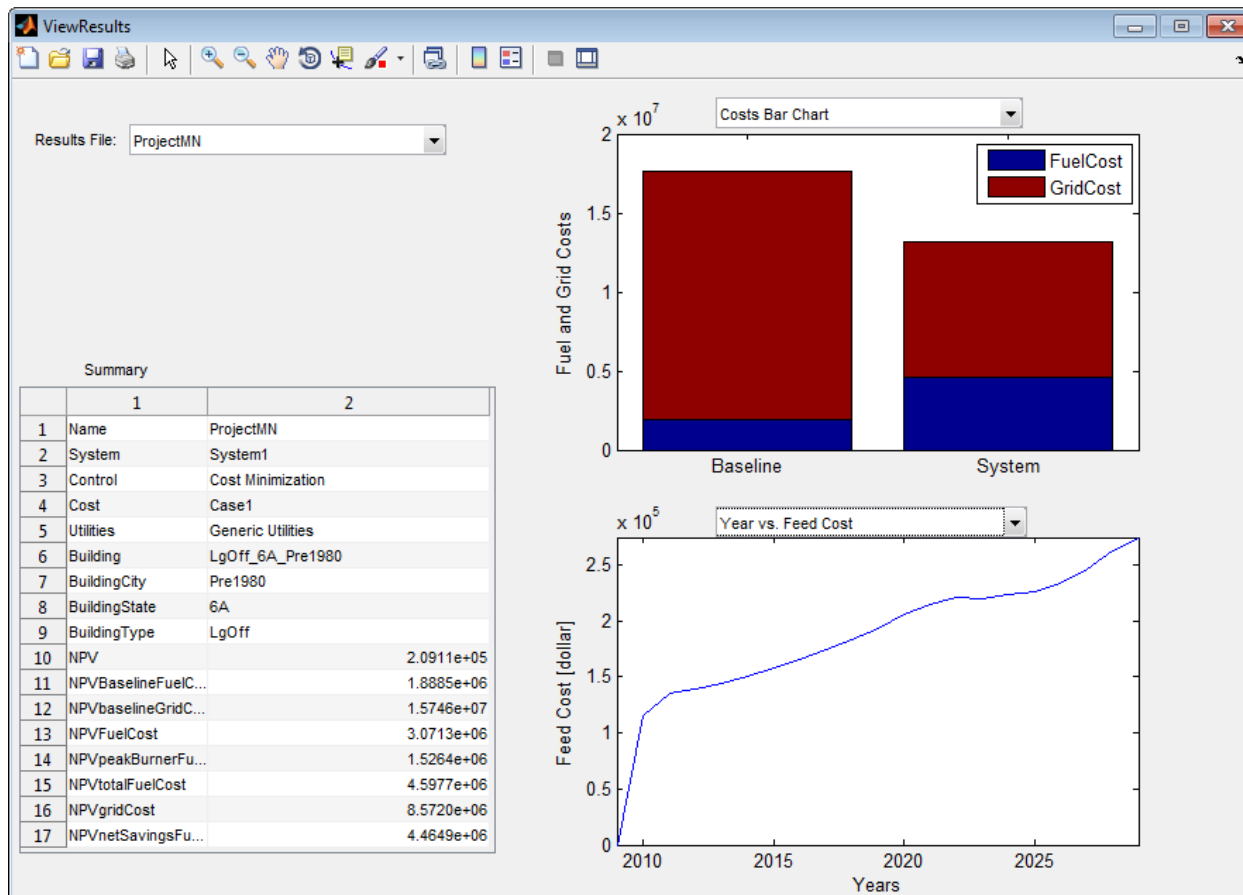 ViewResults
Results File: ProjectMN
Summary
1 2
1 Name ProjectMN
2 System System1
3 Control Cost Minimization
4 Cost Case1
5 Utilities Generic Utilities
6 Building LgOff_6A_Pre1980
7 BuildingCity Pre1980
8 BuildingState 6A
9 BuildingType LgOff
10 NPV 2.0911e+05
11 NPVBaselineFuelC... 1.8885e+06
12 NPVbaselineGridC... 1.5746e+07
13 NPVFuelCost 3.0713e+06
14 NPVpeakBurnerFu... 1.5264e+06
15 NPVtotalFuelCost 4.5977e+06
16 NPVgridCost 8.5720e+06
17 NPVnetSavingsFu... 4.4649e+06
Costs Bar Chart
x 10^7
2
1.5
1
0.5
0
Fuel and Grid Costs
FuelCost
GridCost
Baseline System
Year vs. Feed Cost
x 10^5
2.5
2
1.5
1
0.5
0
Feed Cost [dollar]
2010 2015 2020 2025
Years